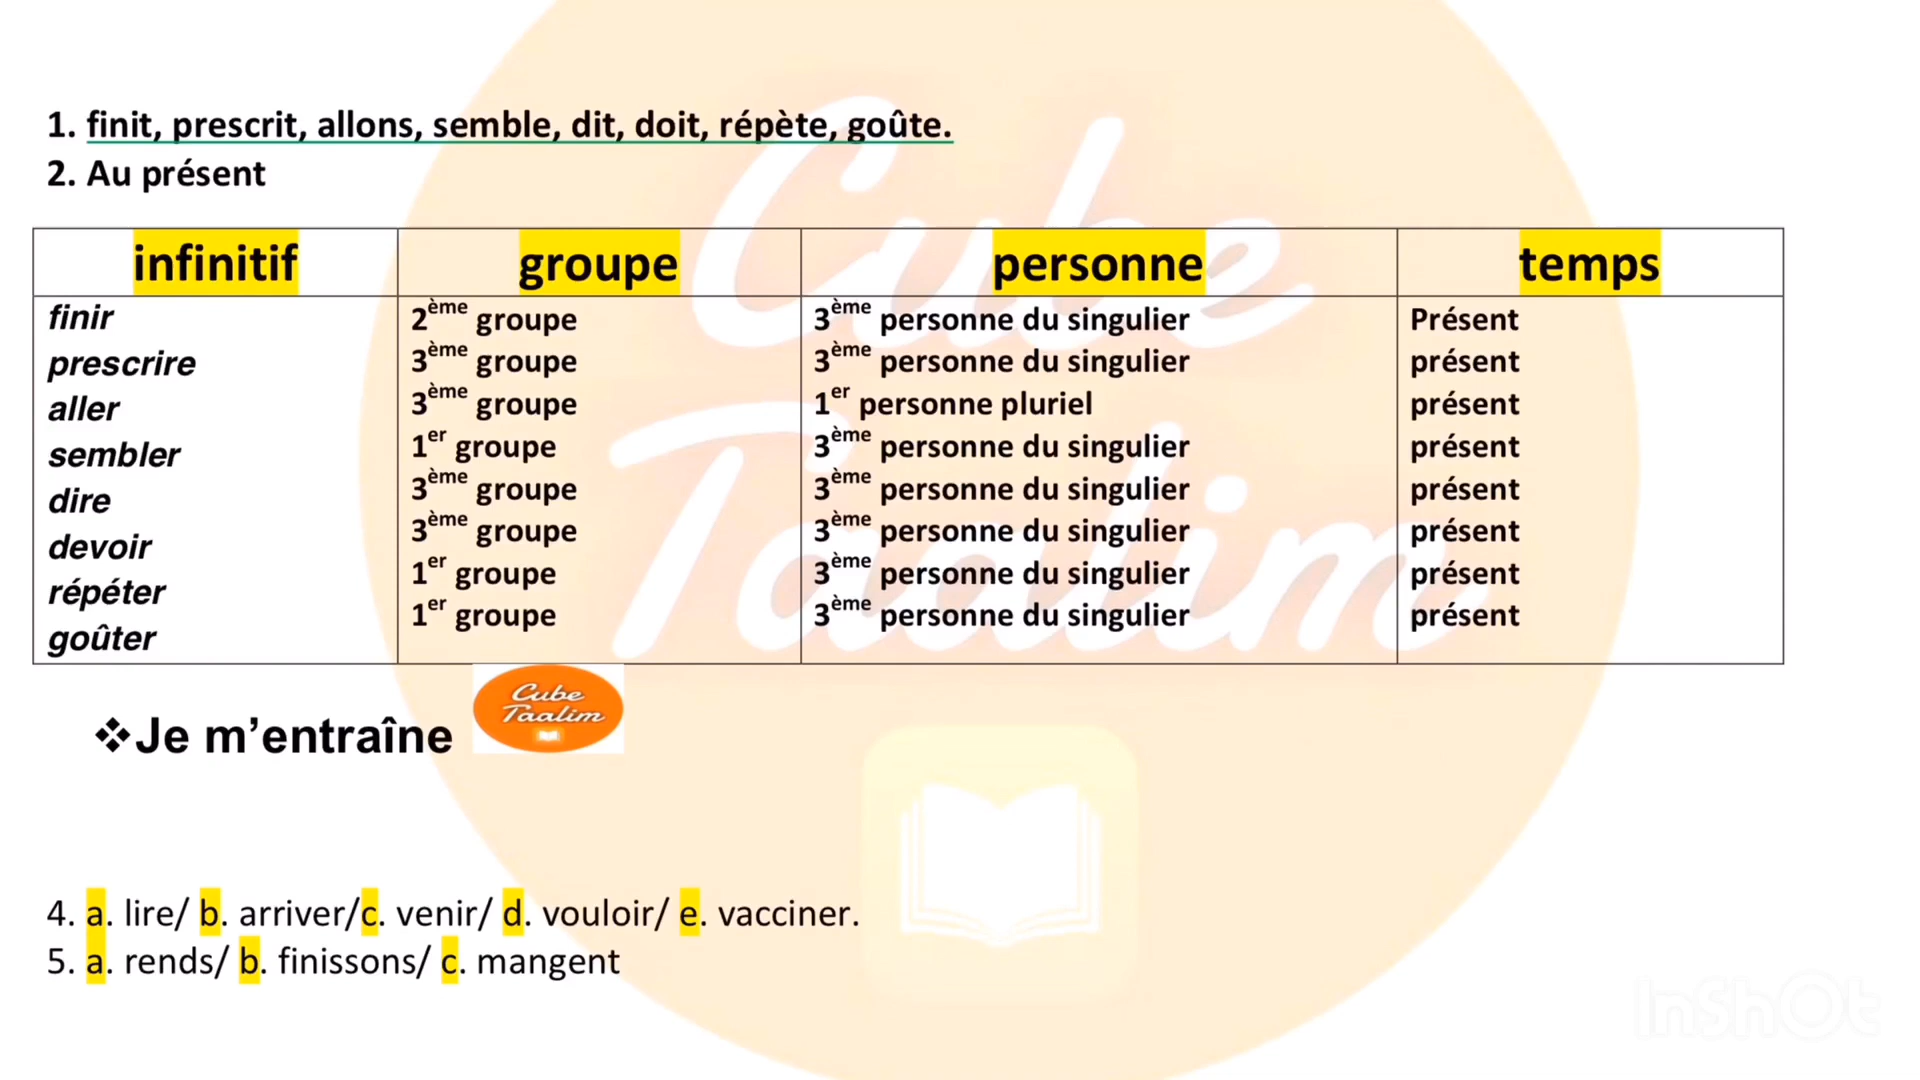 1. finit, prescrit, allons, semble, dit, doit, répète, goûte.
2. Au présent
infinitif groupe personne temps
finir 2ème groupe 3ème personne du singulier Présent
prescrire 3ème groupe 3ème personne du singulier présent
aller 3ème groupe 1er personne pluriel présent
sembler 1er groupe 3ème personne du singulier présent
dire 3ème groupe 3ème personne du singulier présent
devoir 3ème groupe 3ème personne du singulier présent
répéter 1er groupe 3ème personne du singulier présent
goûter 1er groupe 3ème personne du singulier présent
Cube
Taalim
❖Je m’entraîne
Cube
Taalim
4. a. lire/ b. arriver/c. venir/ d. vouloir/ e. vacciner.
5. a. rends/ b. finissons/ c. mangent
InShOt